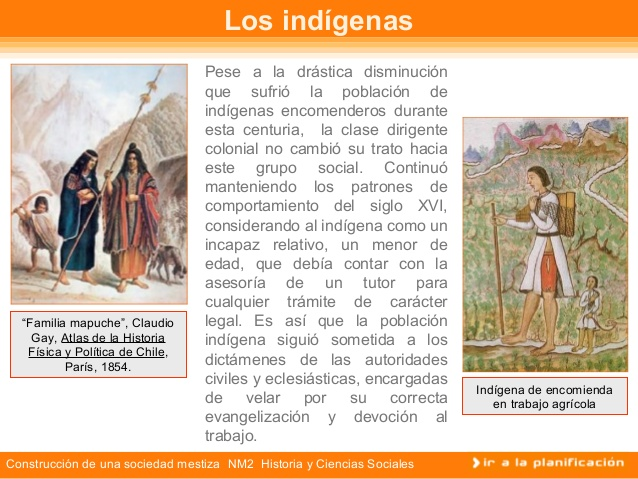 Los indígenas
Pese a la drástica disminución
que sufrió la población de
indígenas encomenderos durante
esta centuria, la clase dirigente
colonial no cambió su trato hacia
este grupo social. Continuó
manteniendo los patrones de
comportamiento del siglo XVI,
considerando al indígena como un
incapaz relativo, un menor de
edad, que debía contar con la
asesoría de un tutor para
cualquier trámite de carácter
legal. Es así que la población
indígena siguió sometida a los
dictámenes de las autoridades
civiles y eclesiásticas, encargadas
de velar por su correcta
evangelización y devoción al
trabajo.
“Familia mapuche”, Claudio
Gay, Atlas de la Historia
Física y Política de Chile,
París, 1854.
Indígena de encomienda
en trabajo agrícola
Construcción de una sociedad mestiza NM2 Historia y Ciencias Sociales
ir a la planificación